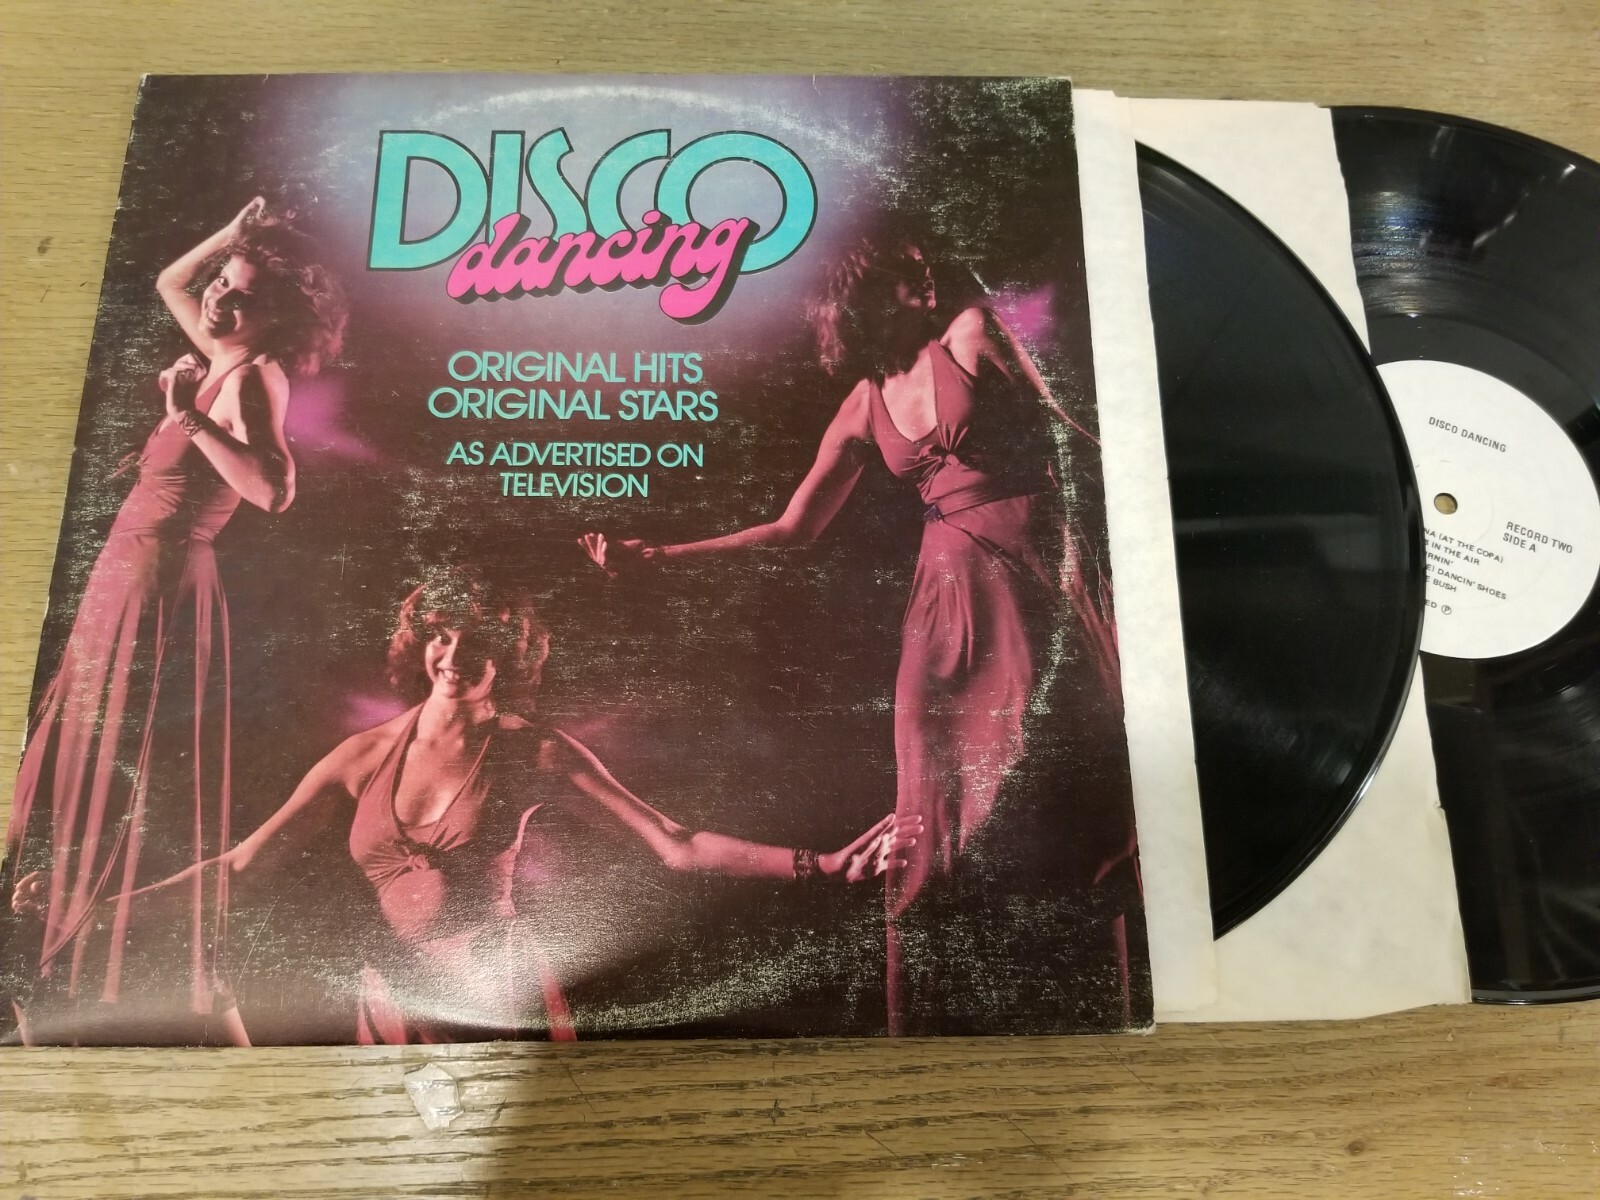 DISCO
dancing
ORIGINAL HITS
ORIGINAL STARS
AS ADVERTISED ON
TELEVISION
DISCO DANCING
RECORD TWO
SIDE A
(AT THE COPA)
IN THE AIR
DANCIN' SHOES
BUSH
℗